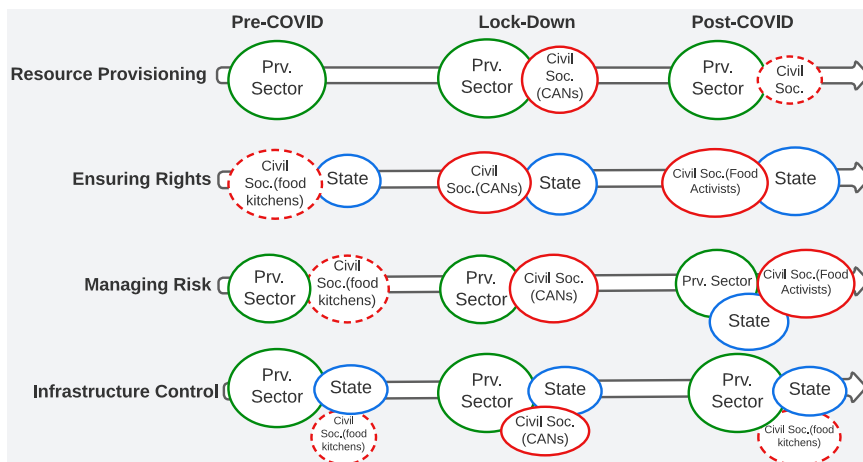 Pre-COVID
Lock-Down
Post-COVID
Resource Provisioning
Prv.
Sector
Prv.
Sector
Civil
Soc.
(CANs)
Prv.
Sector
Civil
Soc.
Ensuring Rights
Civil
Soc.(food
kitchens)
State
Civil
Soc.(CANs)
State
Civil Soc.(Food
Activists)
State
Managing Risk
Prv.
Sector
Civil
Soc.(food
kitchens)
Prv.
Sector
Civil Soc.
(CANs)
Prv. Sector
State
Civil Soc.(Food
Activists)
Infrastructure Control
Prv.
Sector
State
Civil
Soc.(food
kitchens)
Prv.
Sector
State
Civil Soc.
(CANs)
Prv.
Sector
State
Civil Soc.(food
kitchens)